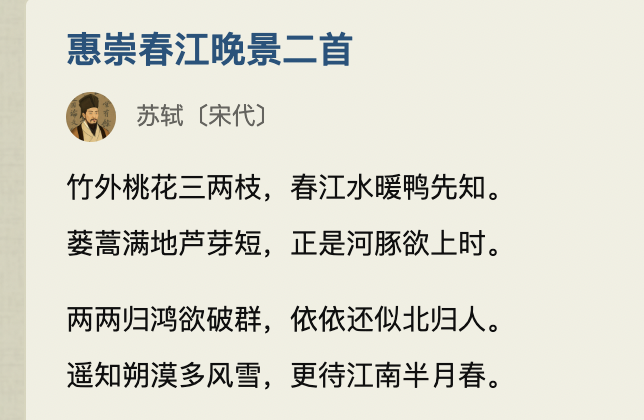 惠崇春江晚景二首
苏轼〔宋代〕
竹外桃花三两枝，春江水暖鸭先知。
蒌蒿满地芦芽短，正是河豚欲上时。
两两归鸿欲破群，依依还似北归人。
遥知朔漠多风雪，更待江南半月春。